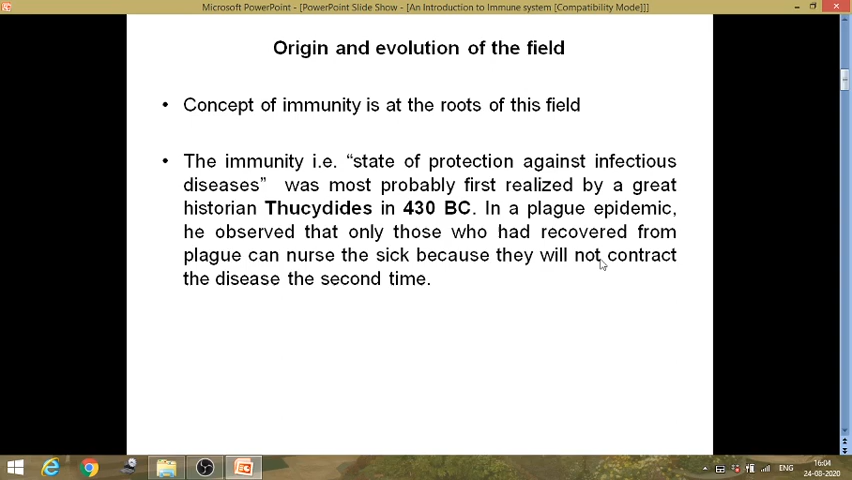 Microsoft PowerPoint - [PowerPoint Slide Show - [An Introduction to Immune system [Compatibility Mode]]]
Origin and evolution of the field
• Concept of immunity is at the roots of this field
• The immunity i.e. “state of protection against infectious
diseases” was most probably first realized by a great
historian Thucydides in 430 BC. In a plague epidemic,
he observed that only those who had recovered from
plague can nurse the sick because they will not contract
the disease the second time.
ENG
16:04
24-08-2020